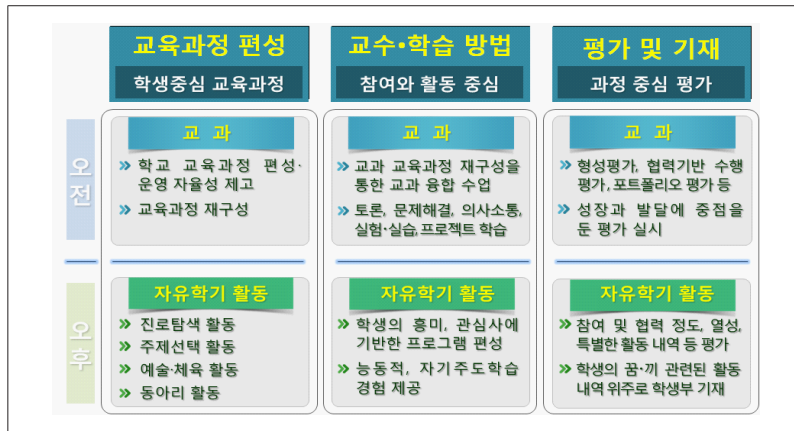 교육과정 편성
학생중심 교육과정
교수•학습 방법
참여와 활동 중심
평가 및 기재
과정 중심 평가
오전
교 과
» 학교 교육과정 편성·
운영 자율성 제고
» 교육과정 재구성
교 과
» 교과 교육과정 재구성을
통한 교과 융합 수업
» 토론, 문제해결, 의사소통,
실험·실습, 프로젝트 학습
교 과
» 형성평가, 협력기반 수행
평가, 포트폴리오 평가 등
» 성장과 발달에 중점을
둔 평가 실시
오후
자유학기 활동
» 진로탐색 활동
» 주제선택 활동
» 예술·체육 활동
» 동아리 활동
자유학기 활동
» 학생의 흥미, 관심사에
기반한 프로그램 편성
» 능동적, 자기주도학습
경험 제공
자유학기 활동
» 참여 및 협력 정도, 열성,
특별한 활동 내역 등 평가
» 학생의 꿈·끼 관련된 활동
내역 위주로 학생부 기재